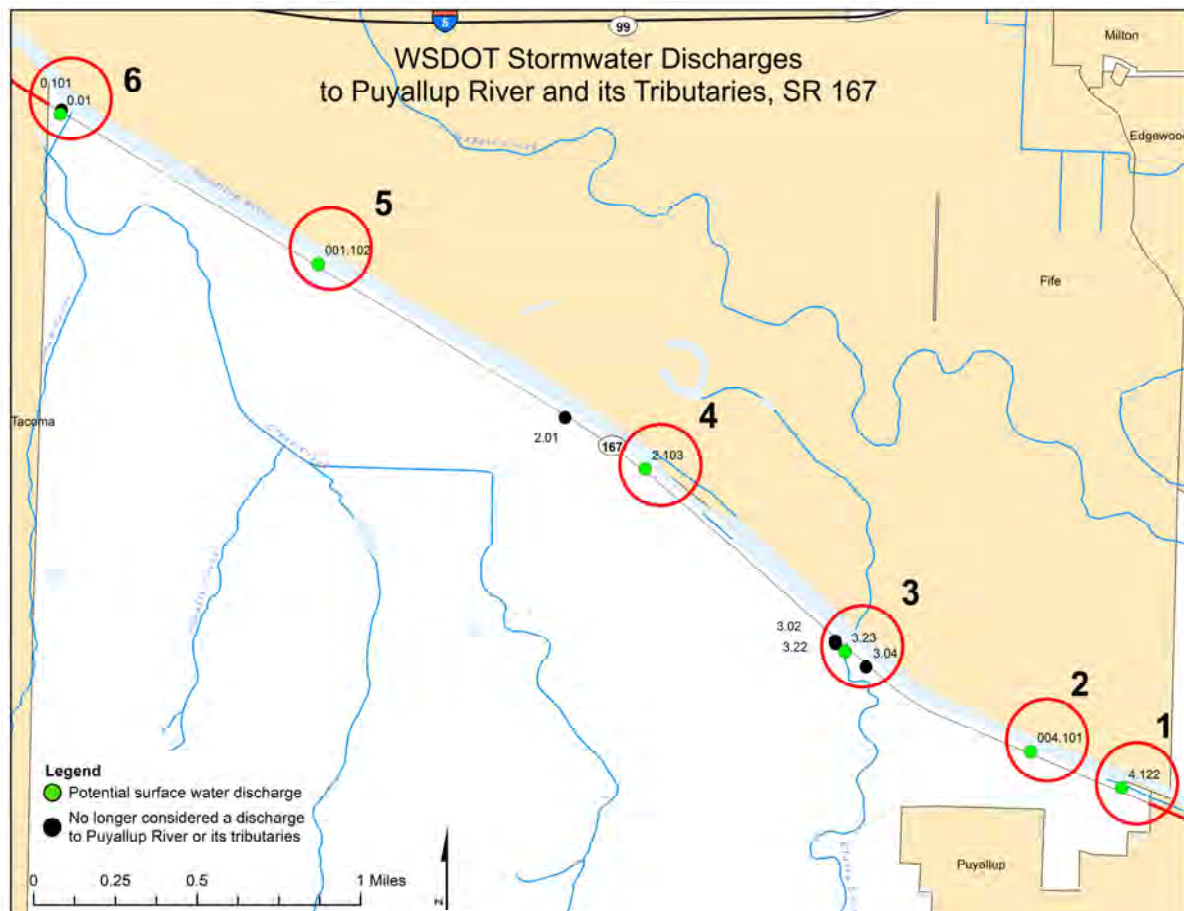 5
99
WSDOT Stormwater Discharges
to Puyallup River and its Tributaries, SR 167
Milton
Edgewood
Fife
6
0.101
0.01
5
001.102
Tacoma
2.01
167
4
2.103
3
3.02
3.22
3.23
3.04
2
004.101
1
4.122
Puyallup
Legend
Potential surface water discharge
No longer considered a discharge
to Puyallup River or its tributaries
0 0.25 0.5 1 Miles
N